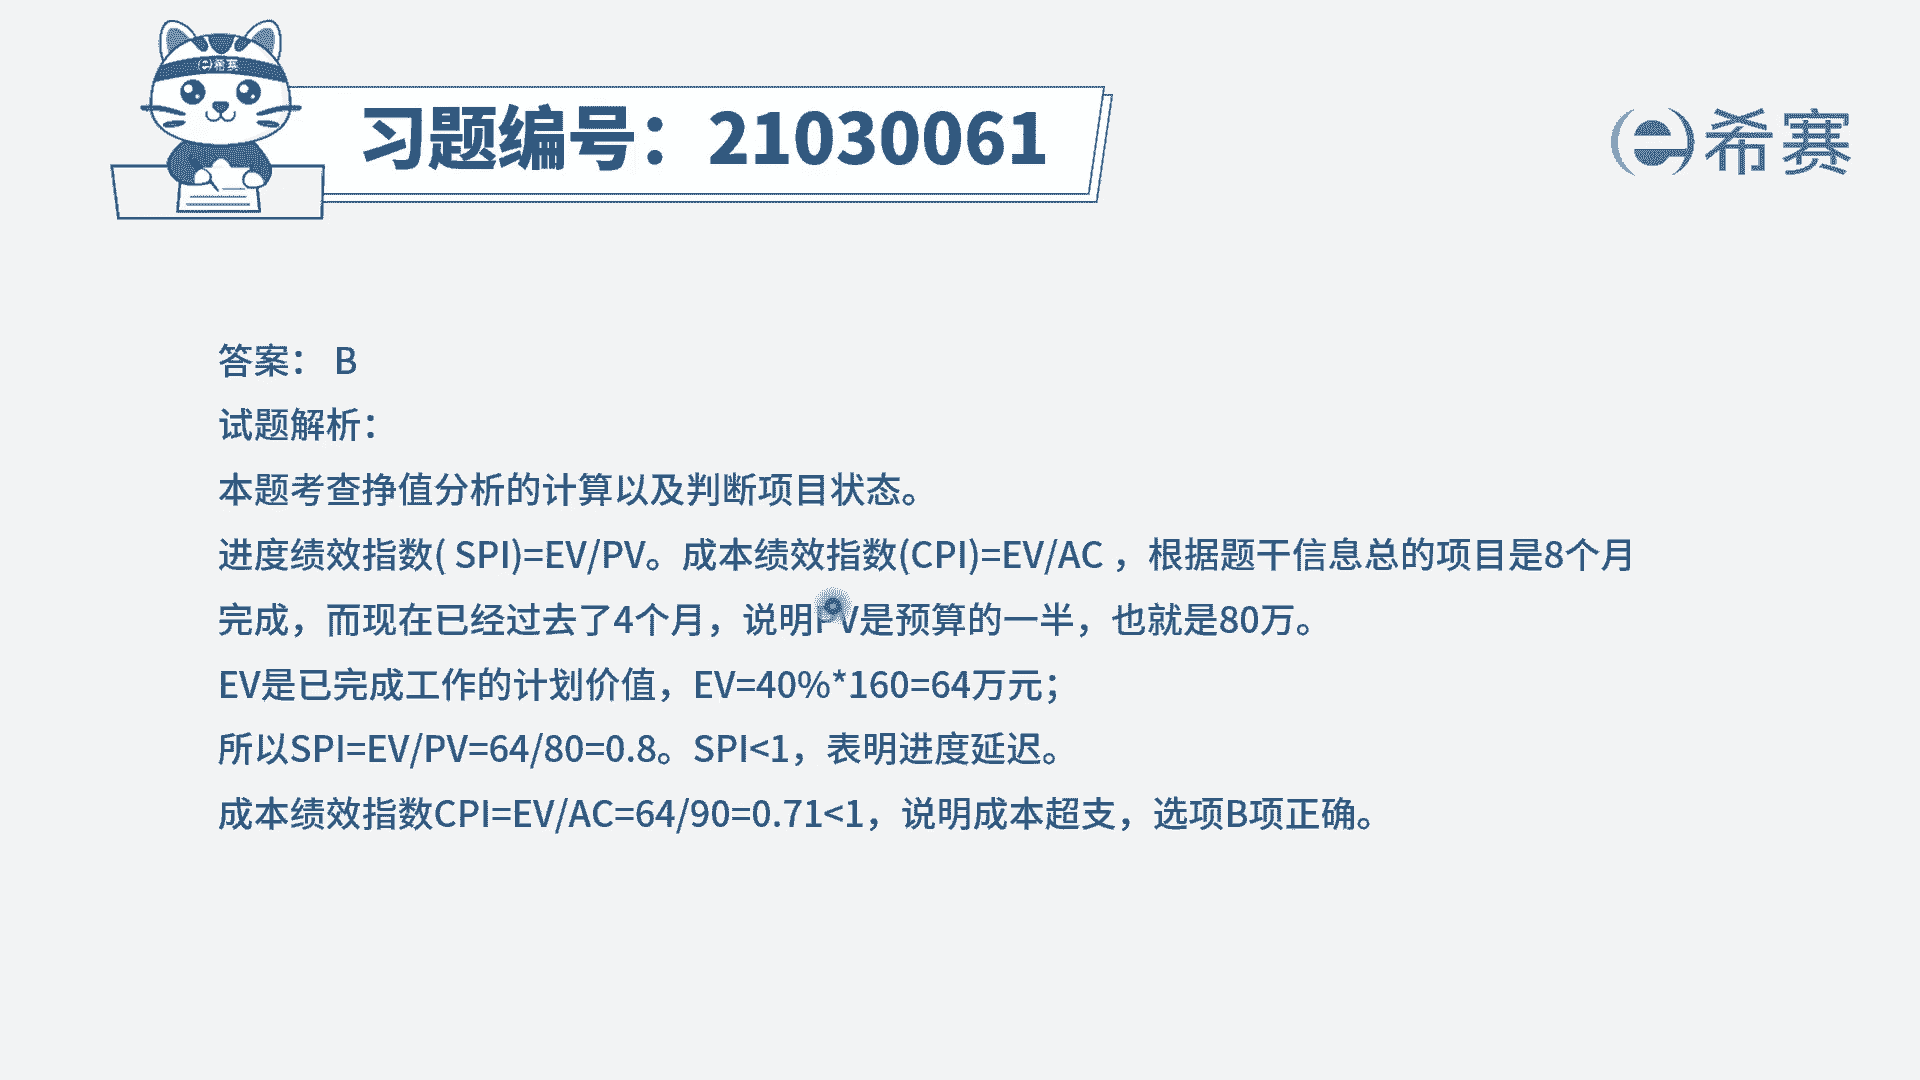 希赛
习题编号：21030061
希赛
答案： B
试题解析：
本题考查挣值分析的计算以及判断项目状态。
进度绩效指数( SPI)=EV/PV。成本绩效指数(CPI)=EV/AC ，根据题干信息总的项目是8个月
完成，而现在已经过去了4个月，说明PV是预算的一半，也就是80万。
EV是已完成工作的计划价值，EV=40%*160=64万元；
所以SPI=EV/PV=64/80=0.8。SPI<1，表明进度延迟。
成本绩效指数CPI=EV/AC=64/90=0.71<1，说明成本超支，选项B项正确。